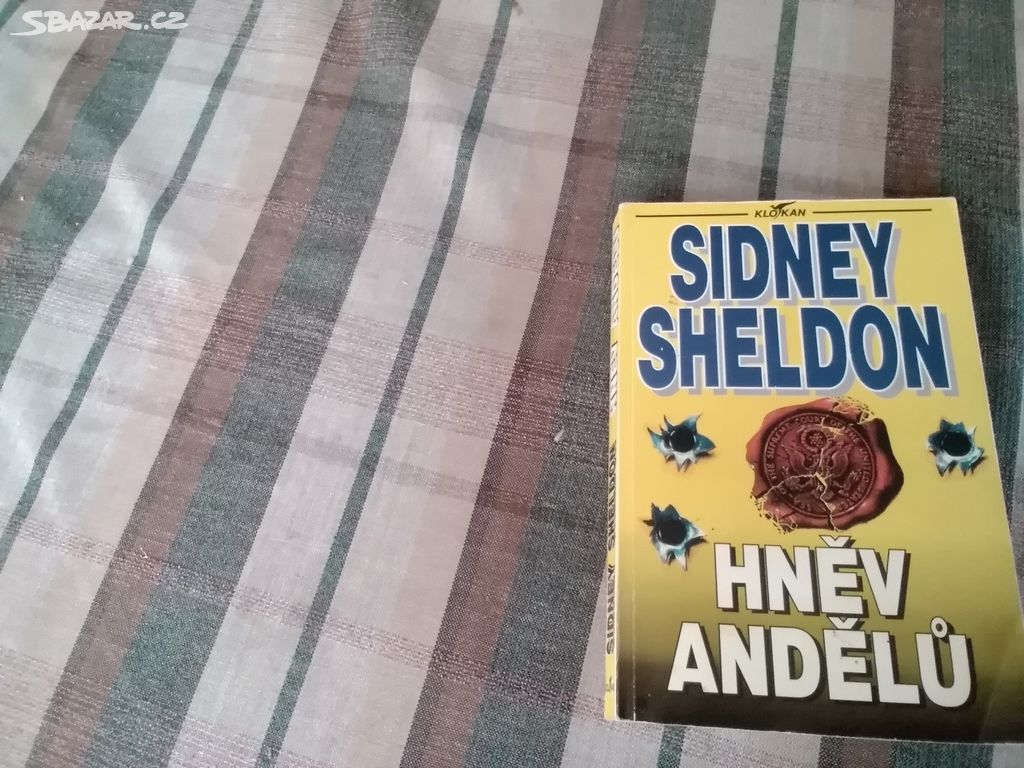 SBAZAR.CZ
KLOKAN
SIDNEY
SHELDON
HNĚV
ANDĚLŮ
SIDNEY SHELDON